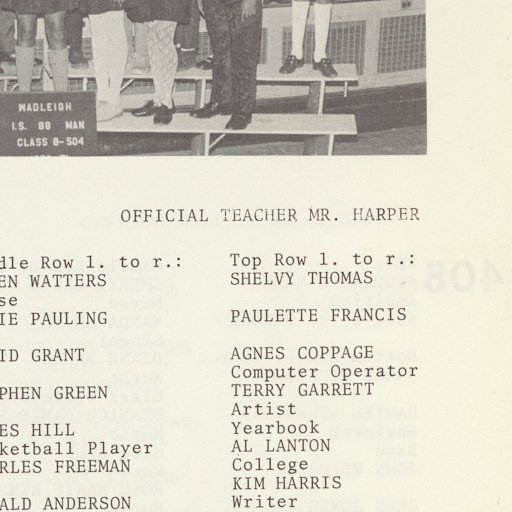 WADLEIGH
I.S. 88 MAN
CLASS 8-504
OFFICIAL TEACHER MR. HARPER
dle Row l. to r.:
EN WATTERS
se
IE PAULING
ID GRANT
PHEN GREEN
ES HILL
ketball Player
RLES FREEMAN
ALD ANDERSON
Top Row l. to r.:
SHELVY THOMAS
PAULETTE FRANCIS
AGNES COPPAGE
Computer Operator
TERRY GARRETT
Artist
Yearbook
AL LANTON
College
KIM HARRIS
Writer